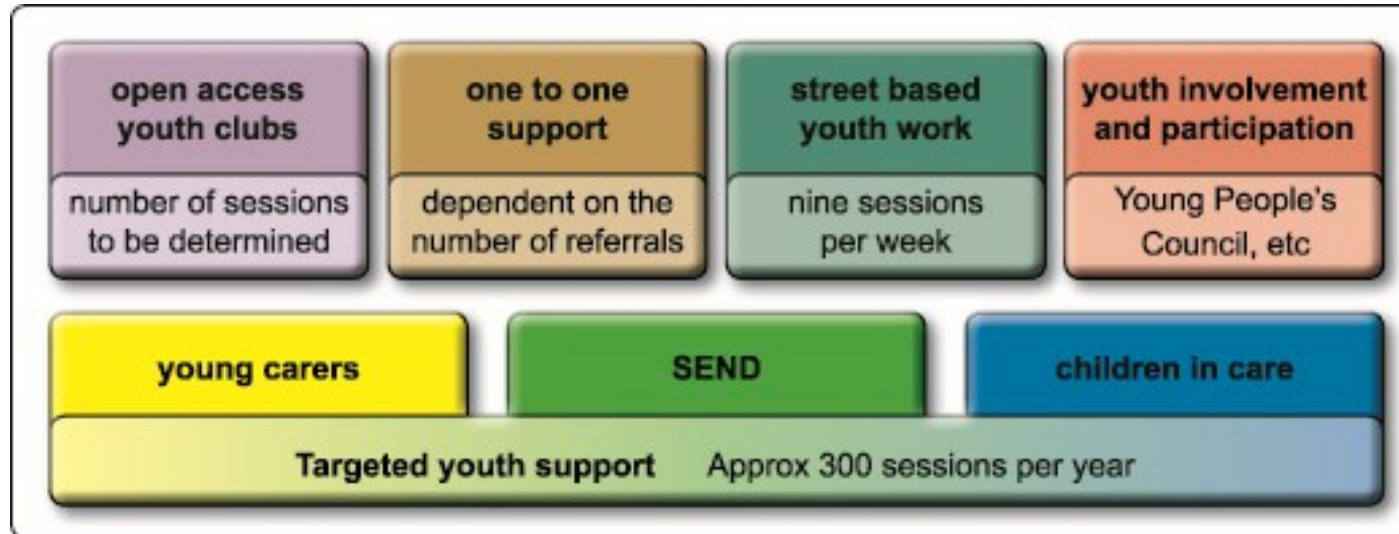 open access
youth clubs
number of sessions
to be determined
one to one
support
dependent on the
number of referrals
street based
youth work
nine sessions
per week
youth involvement
and participation
Young People's
Council, etc
young carers
SEND
children in care
Targeted youth support Approx 300 sessions per year